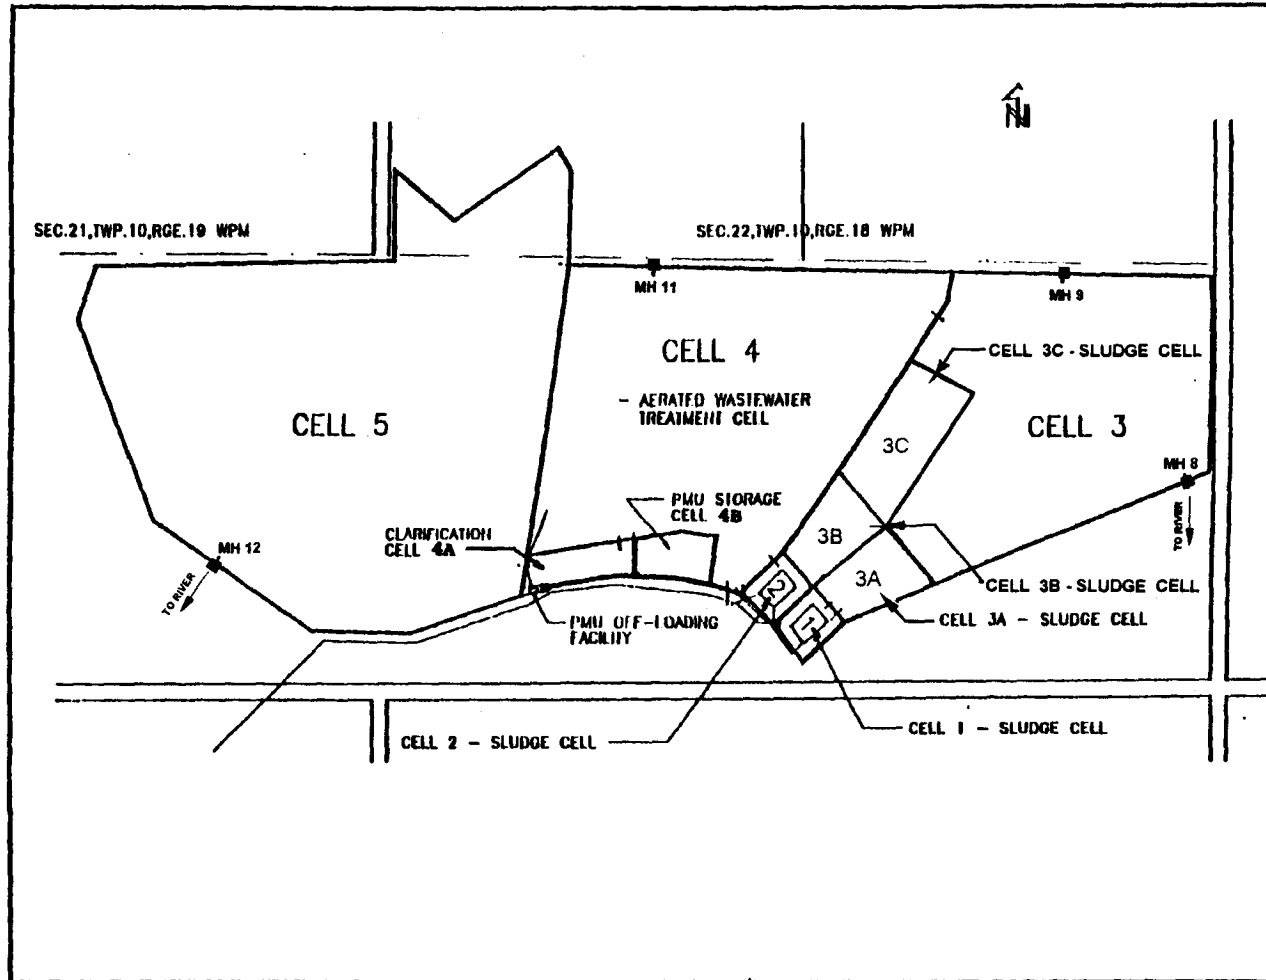 N
SEC.21,TWP.10,RGE.19 WPM
SEC.22,TWP.10,RGE.18 WPM
MH 11
MH 9
CELL 4
- AERATED WASTEWATER
TREATMENT CELL
CELL 3C - SLUDGE CELL
CELL 5
CELL 3
3C
MH 8
TO RIVER
PMU STORAGE
CELL 4B
CLARIFICATION
CELL 4A
3B
MH 12
TO RIVER
3A
2
1
CELL 3B - SLUDGE CELL
CELL 3A - SLUDGE CELL
PMU OFF-LOADING
FACILITY
CELL 2 - SLUDGE CELL
CELL 1 - SLUDGE CELL